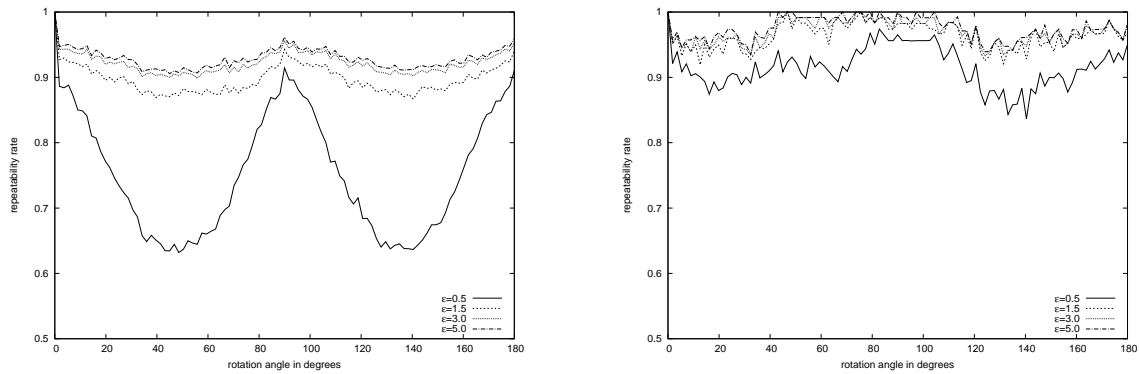 repeatability rate
1
0.9
0.8
0.7
0.6
0.5
0 20 40 60 80 100 120 140 160 180
rotation angle in degrees
ε=0.5
ε=1.5
ε=3.0
ε=5.0
repeatability rate
1
0.9
0.8
0.7
0.6
0.5
0 20 40 60 80 100 120 140 160 180
rotation angle in degrees
ε=0.5
ε=1.5
ε=3.0
ε=5.0